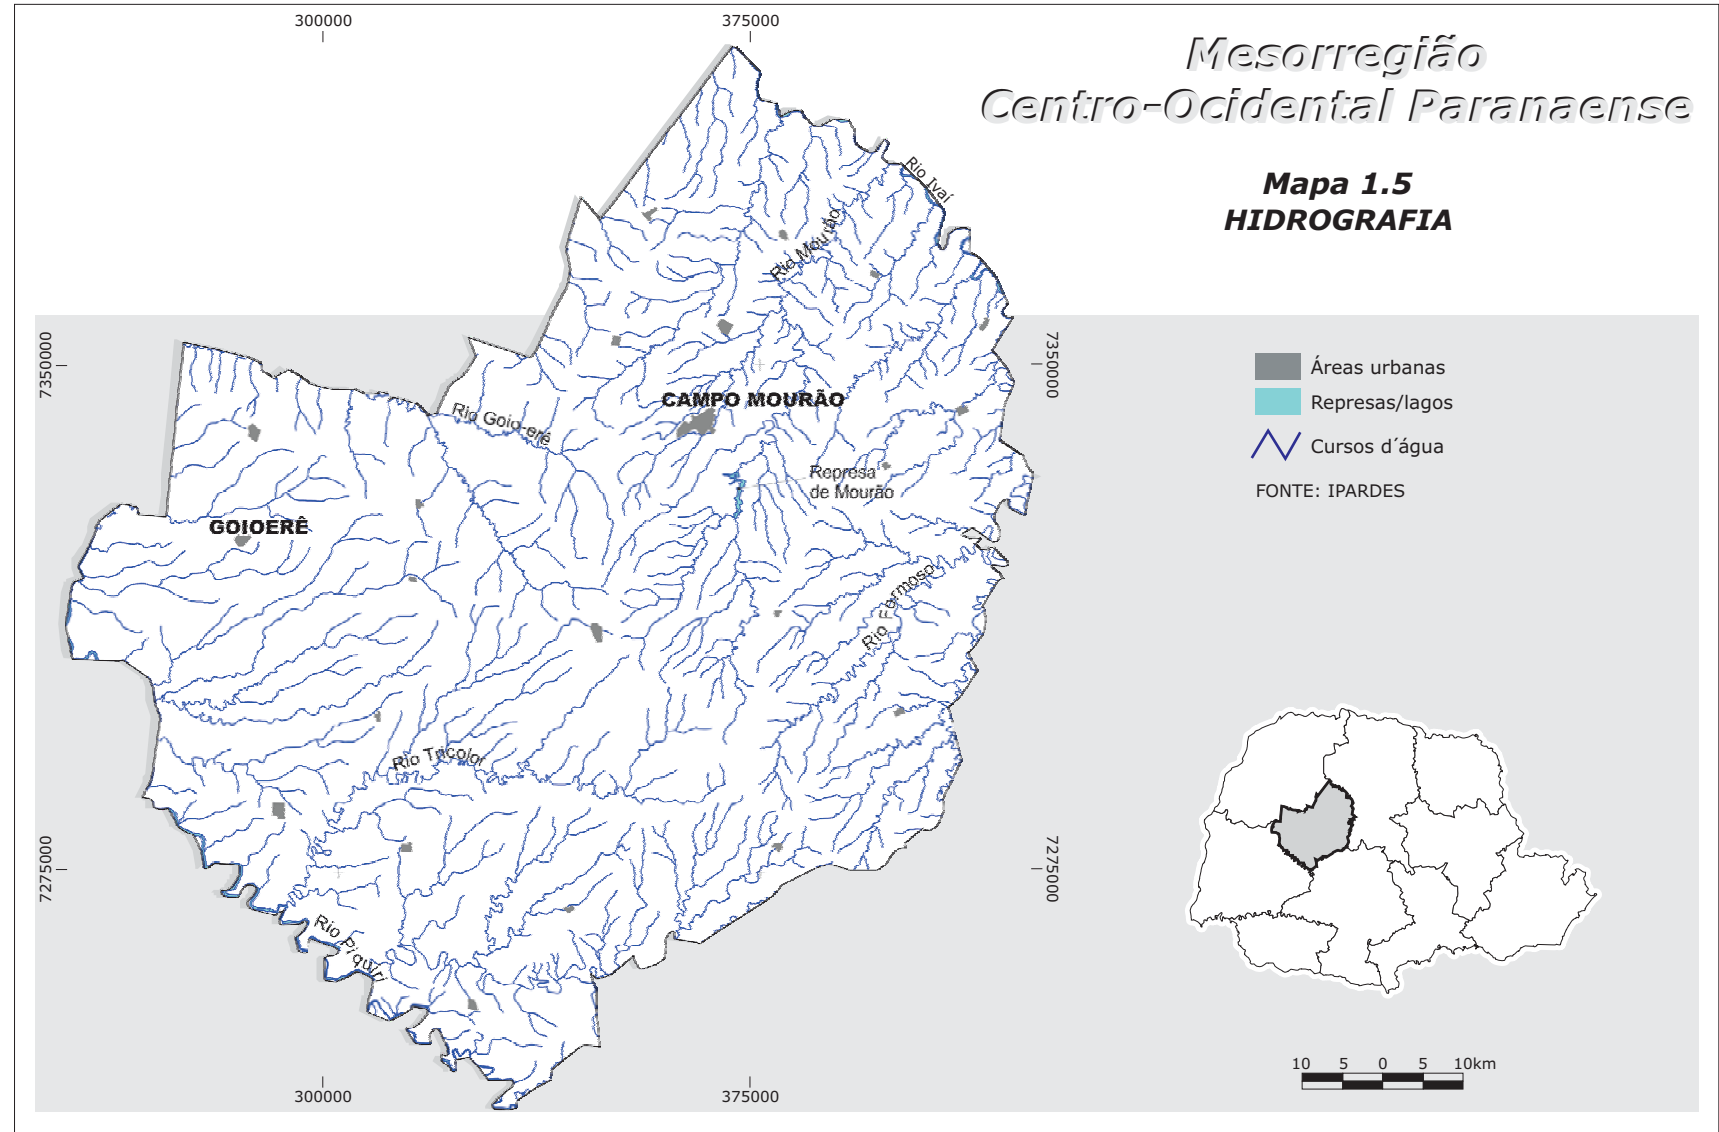 300000
375000
Mesorregião
Centro-Ocidental Paranaense
Mapa 1.5
HIDROGRAFIA
Rio Ivaí
Rio Mourão
7350000
7350000
Áreas urbanas
Represas/lagos
Cursos d´água
FONTE: IPARDES
CAMPO MOURÃO
Rio Goio-erê
Represa
de Mourão
GOIOERÊ
Rio Formoso
Rio Tricolor
7275000
7275000
Rio Piquiri
10 5 0 5 10km
300000
375000